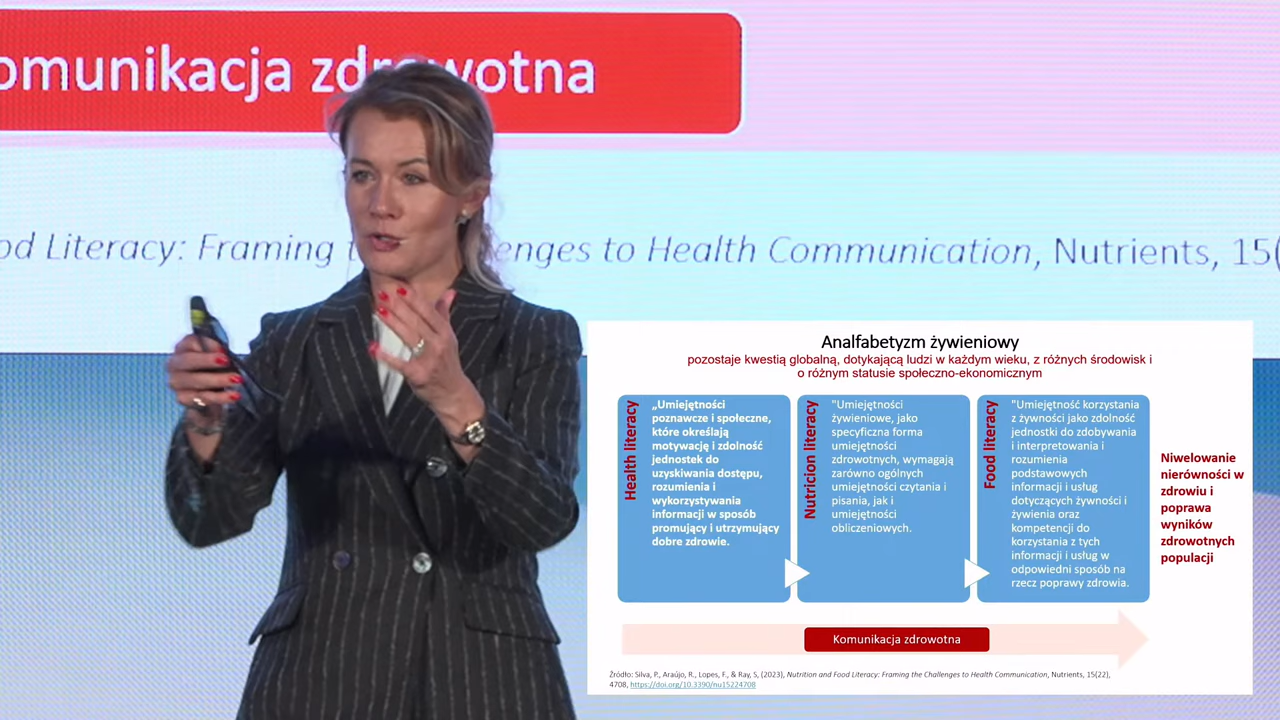 omunikacja zdrowotna
od Literacy: Framing t enges to Health Communication, Nutrients, 15(
Analfabetyzm żywieniowy
pozostaje kwestią globalną, dotykającą ludzi w każdym wieku, z różnych środowisk i
o różnym statusie społeczno-ekonomicznym
Health literacy
„Umiejętności
poznawcze i społeczne,
które określają
motywację i zdolność
jednostek do
uzyskiwania dostępu,
rozumienia i
wykorzystywania
informacji w sposób
promujący i utrzymujący
dobre zdrowie.
Nutricion literacy
"Umiejętności
żywieniowe, jako
specyficzna forma
umiejętności
zdrowotnych, wymagają
zarówno ogólnych
umiejętności czytania i
pisania, jak i
umiejętności
obliczeniowych.
Food literacy
"Umiejętność korzystania
z żywności jako zdolność
jednostki do zdobywania
i interpretowania i
rozumienia
podstawowych
informacji i usług
dotyczących żywności i
żywienia oraz
kompetencji do
korzystania z tych
informacji i usług w
odpowiedni sposób na
rzecz poprawy zdrowia.
Niwelowanie
nierówności w
zdrowiu i
poprawa
wyników
zdrowotnych
populacji
Komunikacja zdrowotna
Źródło: Silva, P., Araújo, R., Lopes, F., & Ray, S, (2023), Nutrition and Food Literacy: Framing the Challenges to Health Communication, Nutrients, 15(22),
4708, https://doi.org/10.3390/nu15224708